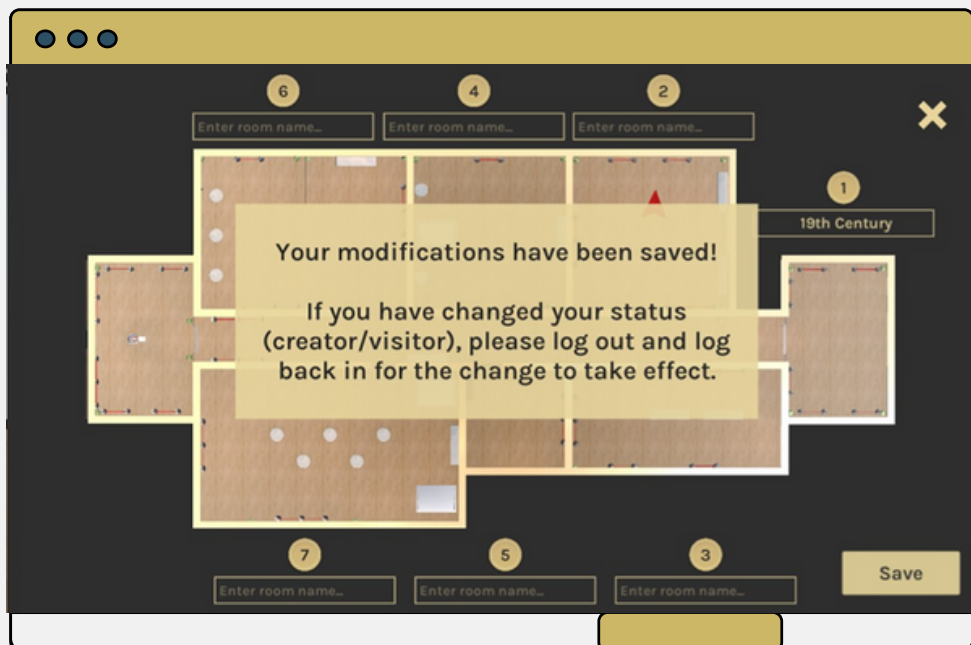 6
4
2
Enter room name...
Enter room name...
Enter room name...
1
19th Century
Your modifications have been saved!
If you have changed your status
(creator/visitor), please log out and log
back in for the change to take effect.
7
5
3
Enter room name...
Enter room name...
Enter room name...
Save